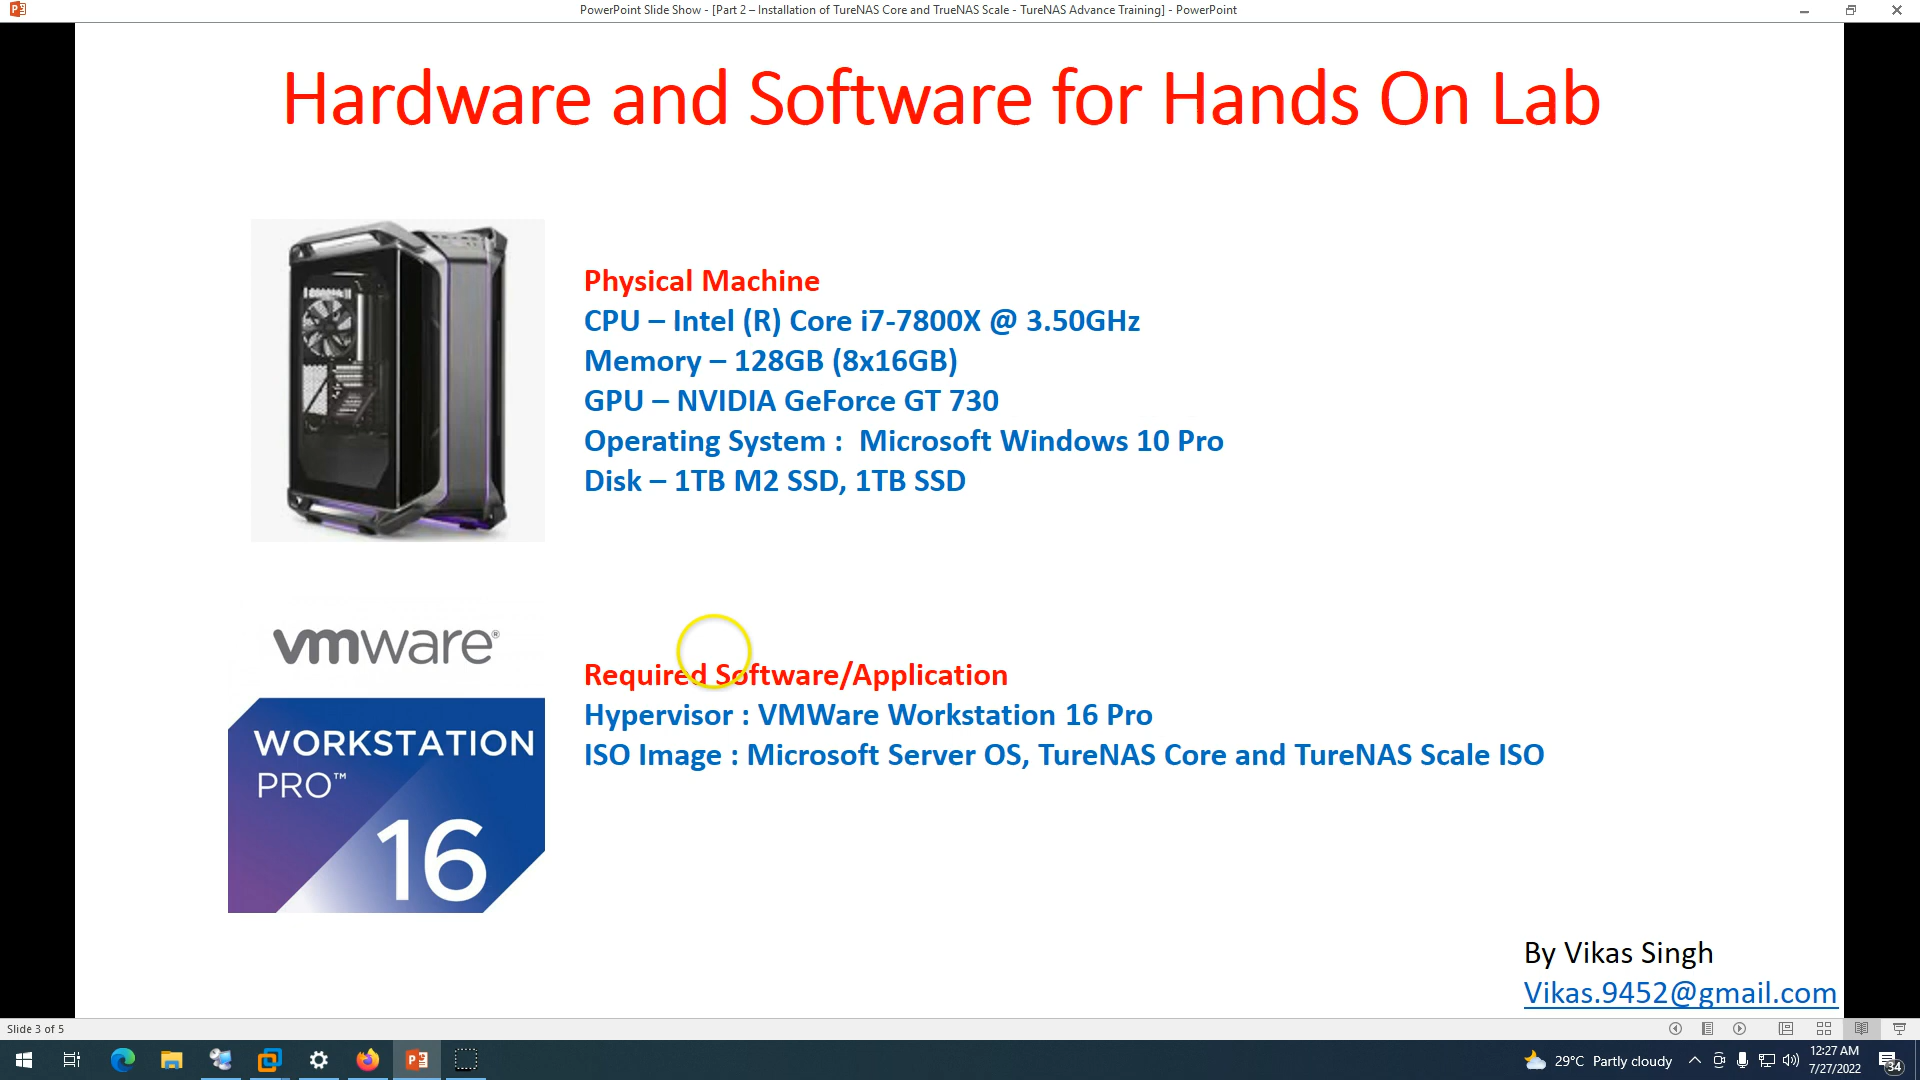 PowerPoint Slide Show - [Part 2 – Installation of TureNAS Core and TrueNAS Scale - TureNAS Advance Training] - PowerPoint
Hardware and Software for Hands On Lab
Physical Machine
CPU – Intel (R) Core i7-7800X @ 3.50GHz
Memory – 128GB (8x16GB)
GPU – NVIDIA GeForce GT 730
Operating System :  Microsoft Windows 10 Pro
Disk – 1TB M2 SSD, 1TB SSD
vmware®
WORKSTATION
PRO™
16
Required Software/Application
Hypervisor : VMWare Workstation 16 Pro
ISO Image : Microsoft Server OS, TureNAS Core and TureNAS Scale ISO
By Vikas Singh
Vikas.9452@gmail.com
Slide 3 of 5
29°C Partly cloudy
12:27 AM
7/27/2022
34